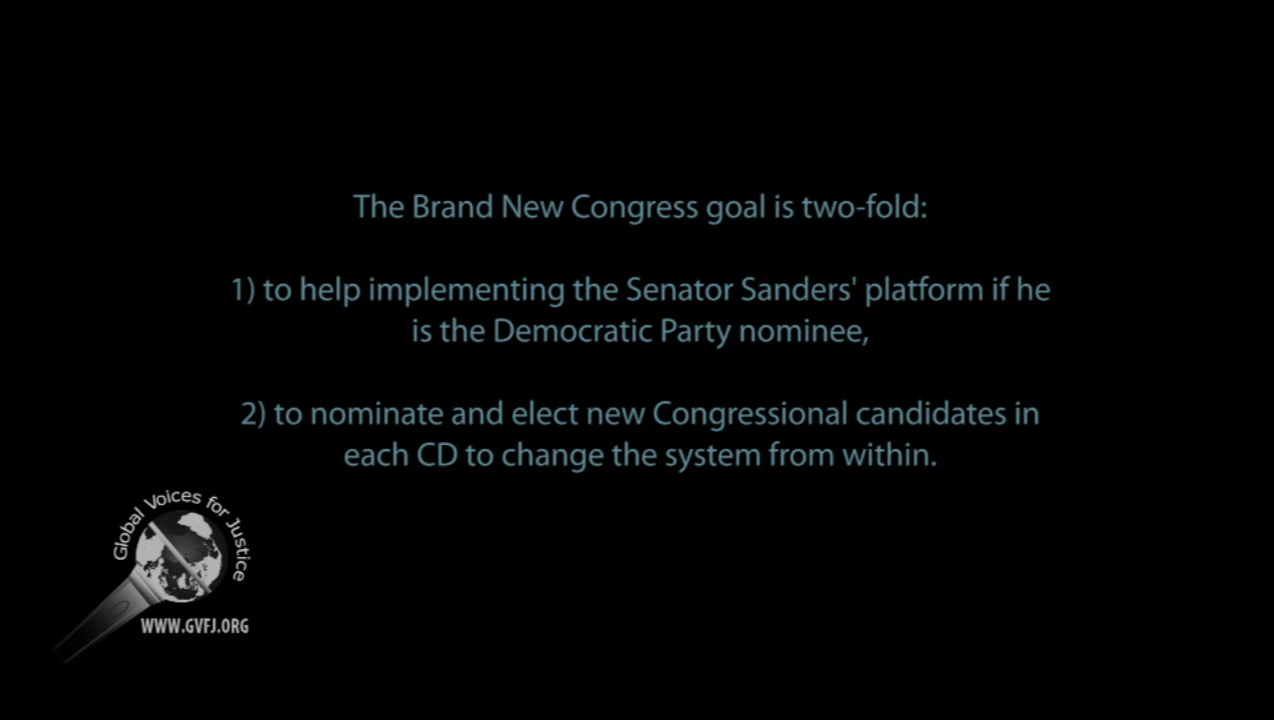 The Brand New Congress goal is two-fold:
1) to help implementing the Senator Sanders' platform if he
is the Democratic Party nominee,
2) to nominate and elect new Congressional candidates in
each CD to change the system from within.
Global Voices for Justice
WWW.GVFJ.ORG